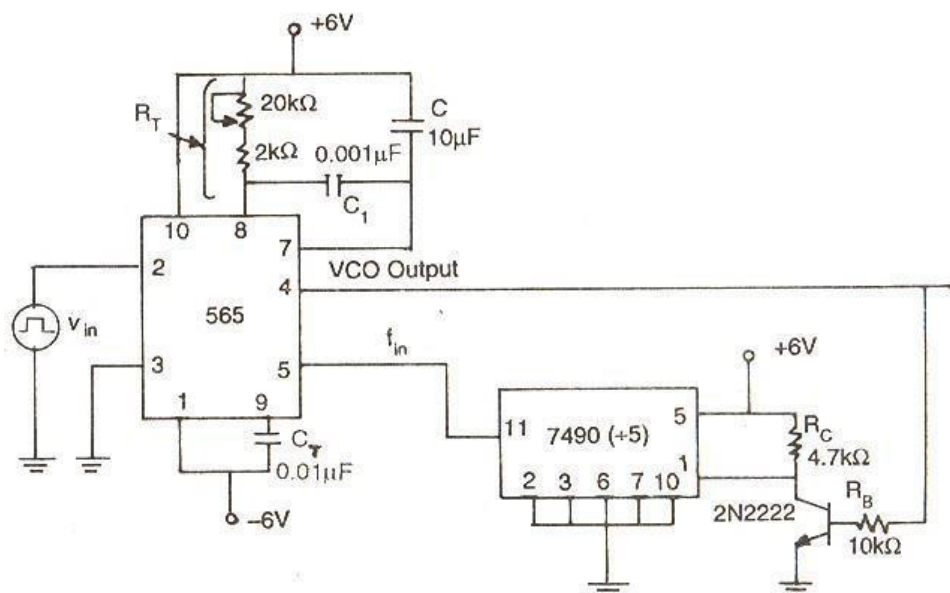 +6V
R_T
20kΩ
2kΩ
0.001μF
C_1
C
10μF
10
8
7
2
VCO Output
4
565
v_in
3
f_in
5
1
9
C_T
0.01μF
−6V
+6V
11
7490 (÷5)
5
1
R_C
4.7kΩ
2
3
6
7
10
2N2222
R_B
10kΩ